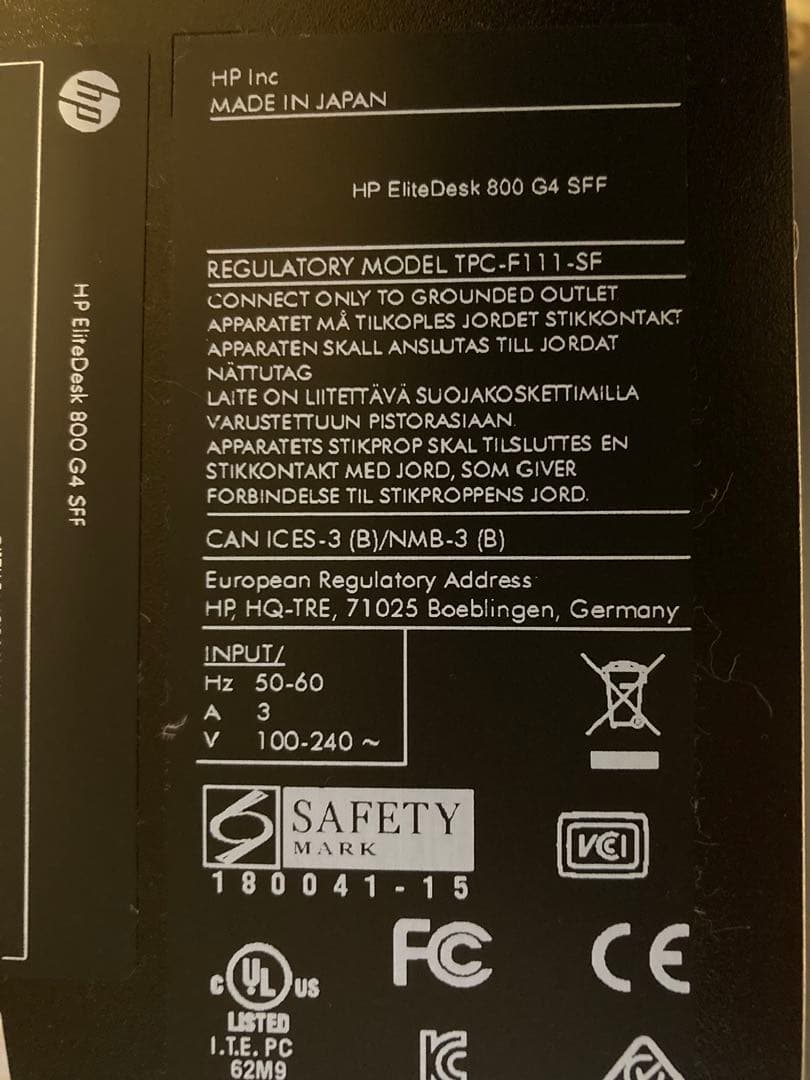 hp
HP EliteDesk 800 G4 SFF
HP Inc
MADE IN JAPAN
HP EliteDesk 800 G4 SFF
REGULATORY MODEL TPC-F111-SF
CONNECT ONLY TO GROUNDED OUTLET
APPARATET MÅ TILKOPLES JORDET STIKKONTAKT
APPARATEN SKALL ANSLUTAS TILL JORDAT
NÄTTUTAG
LAITE ON LIITETTÄVÄ SUOJAKOSKETTIMILLA
VARUSTETTUUN PISTORASIAAN.
APPARATETS STIKPROP SKAL TILSLUTTES EN
STIKKONTAKT MED JORD, SOM GIVER
FORBINDELSE TIL STIKPROPPENS JORD.
CAN ICES-3 (B)/NMB-3 (B)
European Regulatory Address
HP, HQ-TRE, 71025 Boeblingen, Germany
INPUT/
Hz 50-60
A 3
V 100-240 ~
SAFETY
MARK
180041-15
VCCI
FC
CE
C UL US
LISTED
I.T.E. PC
62M9